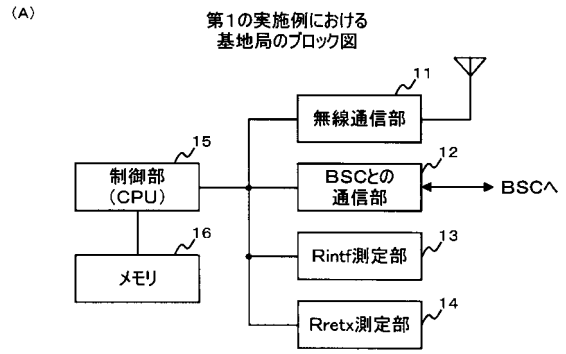 (A)
第1の実施例における
基地局のブロック図
11
無線通信部
15
制御部
(CPU)
12
BSCとの
通信部
BSCへ
16
メモリ
13
Rintf測定部
14
Rretx測定部